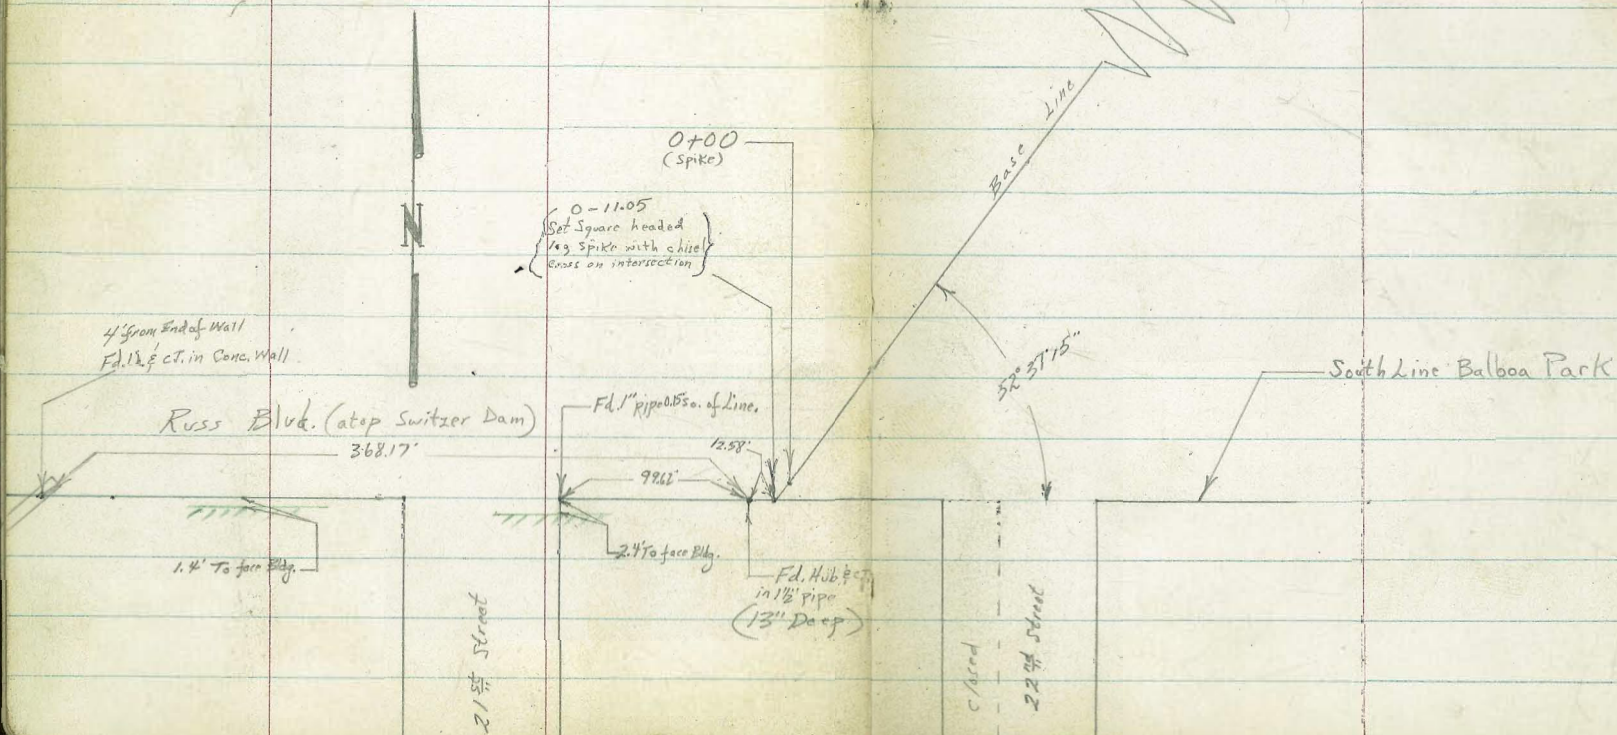 Base Line
0+00
(Spike)
N
0-11.05
Set Square headed
lag spike with chisel
cross on intersection
4' from End of Wall
Fd. & cT. in Conc. Wall
52° 37' 15"
South Line Balboa Park
Russ Blvd. (atop Switzer Dam)
Fd. 1" pipe 0.15 So. of Line.
368.17'
12.58'
99.62'
1.4' To face Bldg.
2.4' To face Bldg.
Fd. Hub & cT.
in 1½" pipe
(13" Deep)
21st Street
Closed
22nd Street